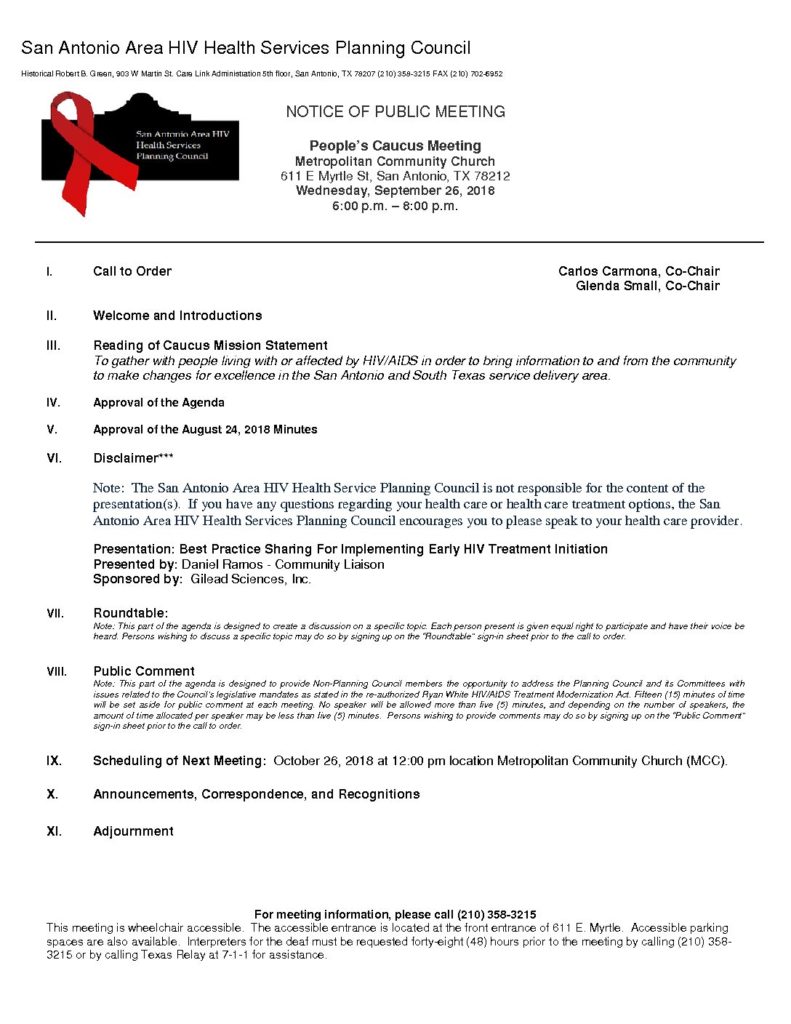 San Antonio Area HIV Health Services Planning Council
Historical Robert B. Green, 903 W Martin St. Care Link Administration 5th floor, San Antonio, TX 78207 (210) 358-3215 FAX (210) 702-6952
San Antonio Area HIV
Health Services
Planning Council
NOTICE OF PUBLIC MEETING
People's Caucus Meeting
Metropolitan Community Church
611 E Myrtle St, San Antonio, TX 78212
Wednesday, September 26, 2018
6:00 p.m. – 8:00 p.m.
I. Call to Order Carlos Carmona, Co-Chair
Glenda Small, Co-Chair
II. Welcome and Introductions
III. Reading of Caucus Mission Statement
To gather with people living with or affected by HIV/AIDS in order to bring information to and from the community
to make changes for excellence in the San Antonio and South Texas service delivery area.
IV. Approval of the Agenda
V. Approval of the August 24, 2018 Minutes
VI. Disclaimer***
Note: The San Antonio Area HIV Health Service Planning Council is not responsible for the content of the
presentation(s). If you have any questions regarding your health care or health care treatment options, the San
Antonio Area HIV Health Services Planning Council encourages you to please speak to your health care provider.
Presentation: Best Practice Sharing For Implementing Early HIV Treatment Initiation
Presented by: Daniel Ramos - Community Liaison
Sponsored by: Gilead Sciences, Inc.
VII. Roundtable:
Note: This part of the agenda is designed to create a discussion on a specific topic. Each person present is given equal right to participate and have their voice be
heard. Persons wishing to discuss a specific topic may do so by signing up on the "Roundtable" sign-in sheet prior to the call to order.
VIII. Public Comment
Note: This part of the agenda is designed to provide Non-Planning Council members the opportunity to address the Planning Council and its Committees with
issues related to the Council's legislative mandates as stated in the re-authorized Ryan White HIV/AIDS Treatment Modernization Act. Fifteen (15) minutes of time
will be set aside for public comment at each meeting. No speaker will be allowed more than five (5) minutes, and depending on the number of speakers, the
amount of time allocated per speaker may be less than five (5) minutes. Persons wishing to provide comments may do so by signing up on the "Public Comment"
sign-in sheet prior to the call to order.
IX. Scheduling of Next Meeting: October 26, 2018 at 12:00 pm location Metropolitan Community Church (MCC).
X. Announcements, Correspondence, and Recognitions
XI. Adjournment
For meeting information, please call (210) 358-3215
This meeting is wheelchair accessible. The accessible entrance is located at the front entrance of 611 E. Myrtle. Accessible parking
spaces are also available. Interpreters for the deaf must be requested forty-eight (48) hours prior to the meeting by calling (210) 358-
3215 or by calling Texas Relay at 7-1-1 for assistance.